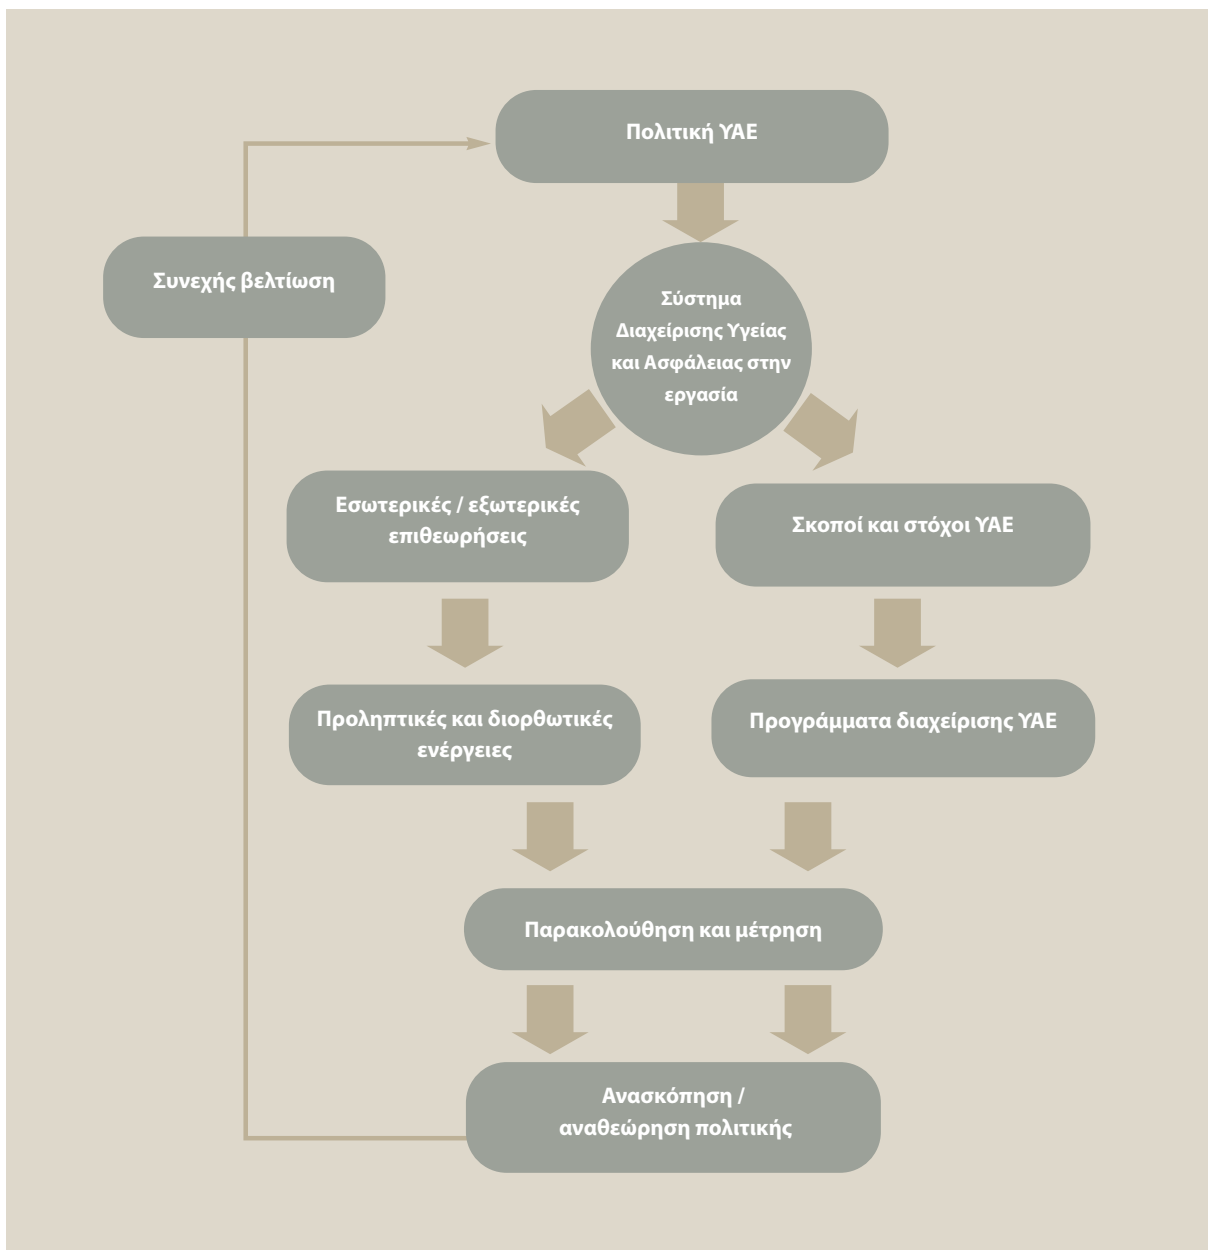 Πολιτική ΥΑΕ
Συνεχής βελτίωση
Σύστημα
Διαχείρισης Υγείας
και Ασφάλειας στην
εργασία
Εσωτερικές / εξωτερικές
επιθεωρήσεις
Σκοποί και στόχοι ΥΑΕ
Προληπτικές και διορθωτικές
ενέργειες
Προγράμματα διαχείρισης ΥΑΕ
Παρακολούθηση και μέτρηση
Ανασκόπηση /
αναθεώρηση πολιτικής